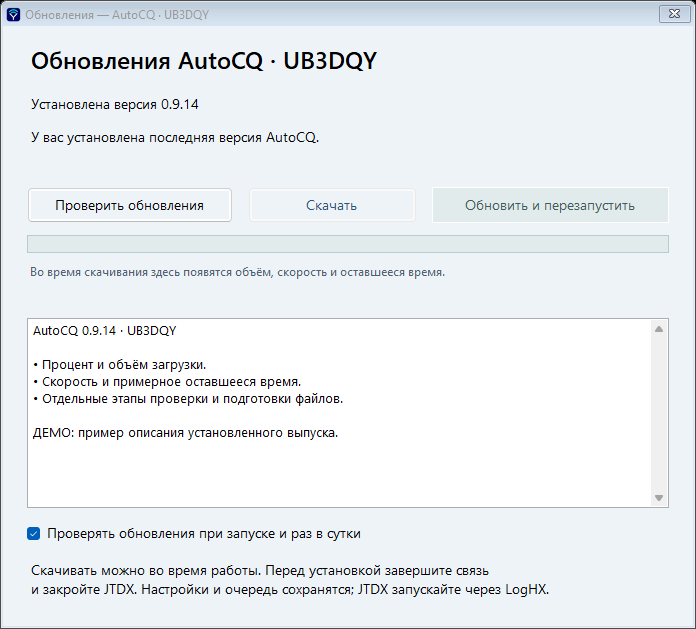 Обновления — AutoCQ · UB3DQY
Обновления AutoCQ · UB3DQY
Установлена версия 0.9.14
У вас установлена последняя версия AutoCQ.
Проверить обновления
Скачать
Обновить и перезапустить
Во время скачивания здесь появятся объём, скорость и оставшееся время.
AutoCQ 0.9.14 · UB3DQY
• Процент и объём загрузки.
• Скорость и примерное оставшееся время.
• Отдельные этапы проверки и подготовки файлов.
ДЕМО: пример описания установленного выпуска.
Проверять обновления при запуске и раз в сутки
Скачивать можно во время работы. Перед установкой завершите связь
и закройте JTDX. Настройки и очередь сохранятся; JTDX запускайте через LogHX.